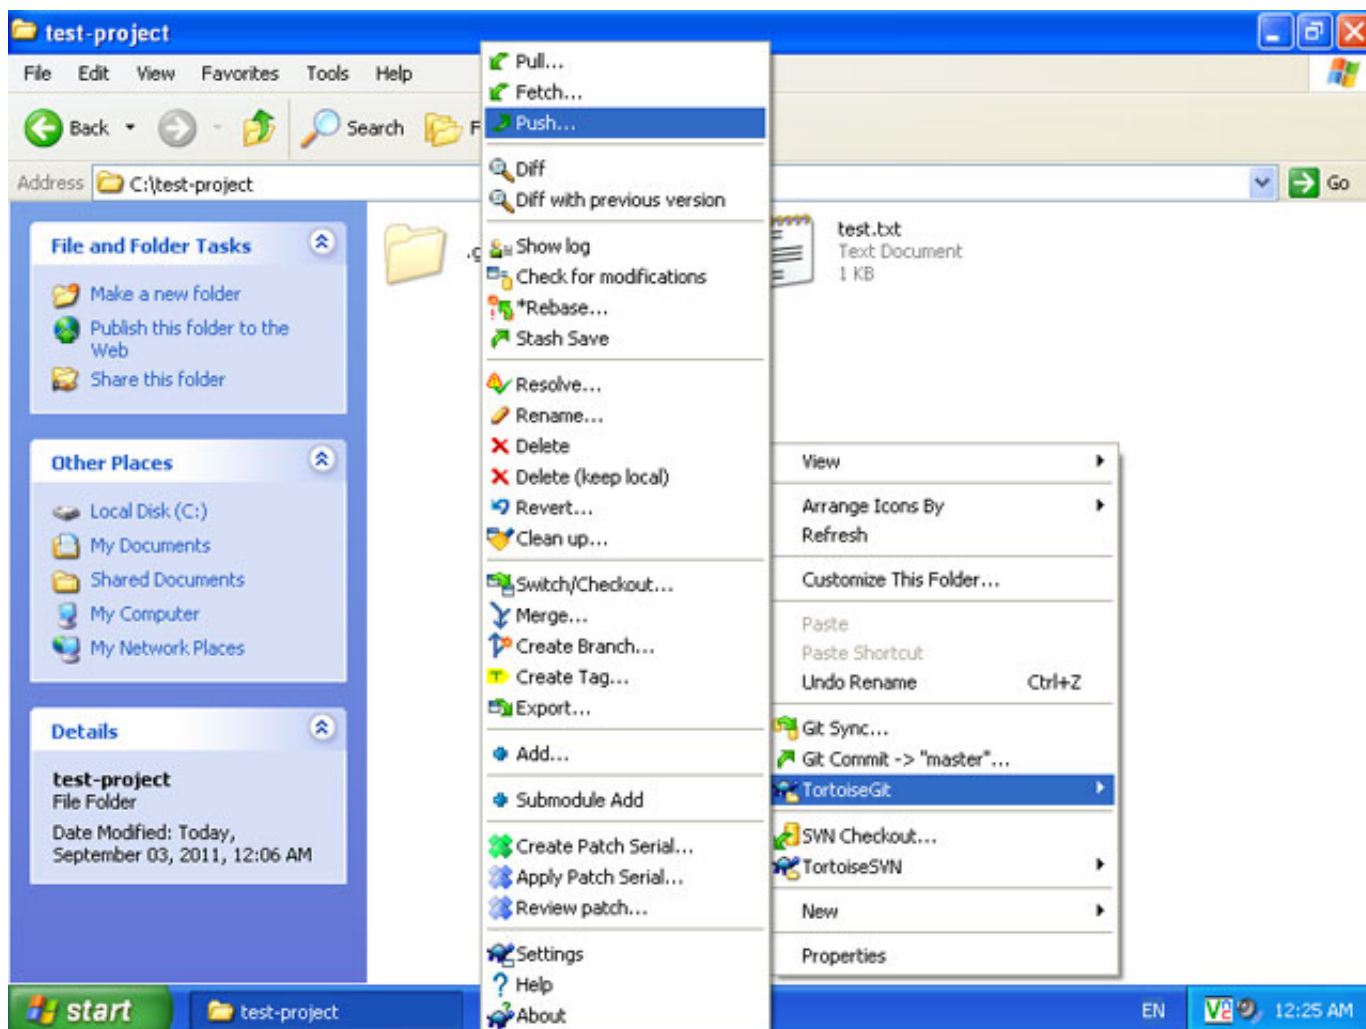 test-project
File Edit View Favorites Tools Help
Back Search F
Address C:\test-project Go
File and Folder Tasks
Make a new folder
Publish this folder to the
Web
Share this folder
Other Places
Local Disk (C:)
My Documents
Shared Documents
My Computer
My Network Places
Details
test-project
File Folder
Date Modified: Today,
September 03, 2011, 12:06 AM
.g
test.txt
Text Document
1 KB
Pull...
Fetch...
Push...
Diff
Diff with previous version
Show log
Check for modifications
*Rebase...
Stash Save
Resolve...
Rename...
Delete
Delete (keep local)
Revert...
Clean up...
Switch/Checkout...
Merge...
Create Branch...
Create Tag...
Export...
Add...
Submodule Add
Create Patch Serial...
Apply Patch Serial...
Review patch...
Settings
Help
About
View
Arrange Icons By
Refresh
Customize This Folder...
Paste
Paste Shortcut
Undo Rename Ctrl+Z
Git Sync...
Git Commit -> "master"...
TortoiseGit
SVN Checkout...
TortoiseSVN
New
Properties
start test-project EN 12:25 AM